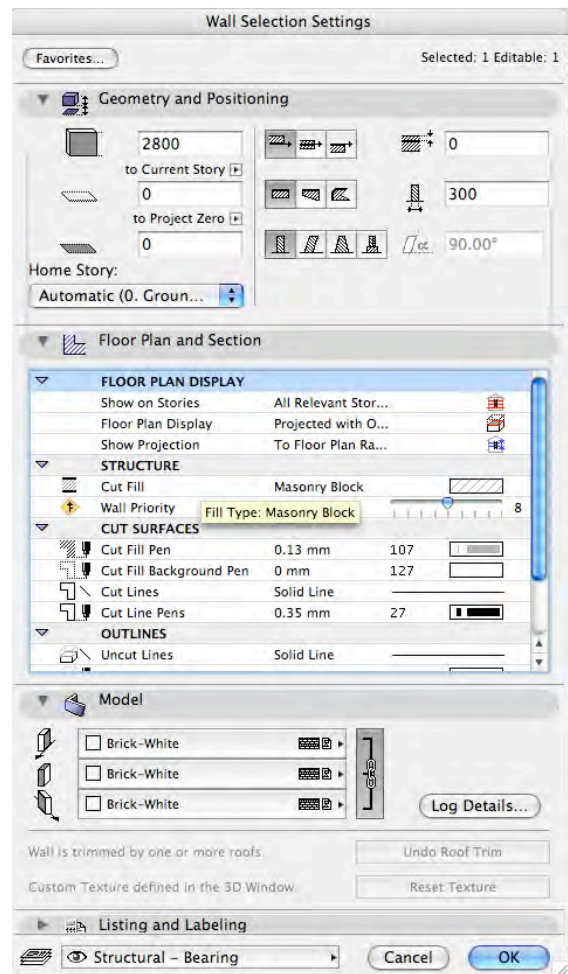 Wall Selection Settings
Favorites...
Selected: 1 Editable: 1
Geometry and Positioning
2800
to Current Story
0
to Project Zero
0
Home Story:
Automatic (0. Groun...
0
300
α 90.00°
Floor Plan and Section
FLOOR PLAN DISPLAY
Show on Stories All Relevant Stor...
Floor Plan Display Projected with O...
Show Projection To Floor Plan Ra...
STRUCTURE
Cut Fill Masonry Block
Wall Priority 8
Fill Type: Masonry Block
CUT SURFACES
Cut Fill Pen 0.13 mm 107
Cut Fill Background Pen 0 mm 127
Cut Lines Solid Line
Cut Line Pens 0.35 mm 27
OUTLINES
Uncut Lines Solid Line
Model
Brick-White
Brick-White
Brick-White
Log Details...
Wall is trimmed by one or more roofs.
Undo Roof Trim
Custom Texture defined in the 3D Window.
Reset Texture
Listing and Labeling
Structural - Bearing
Cancel
OK